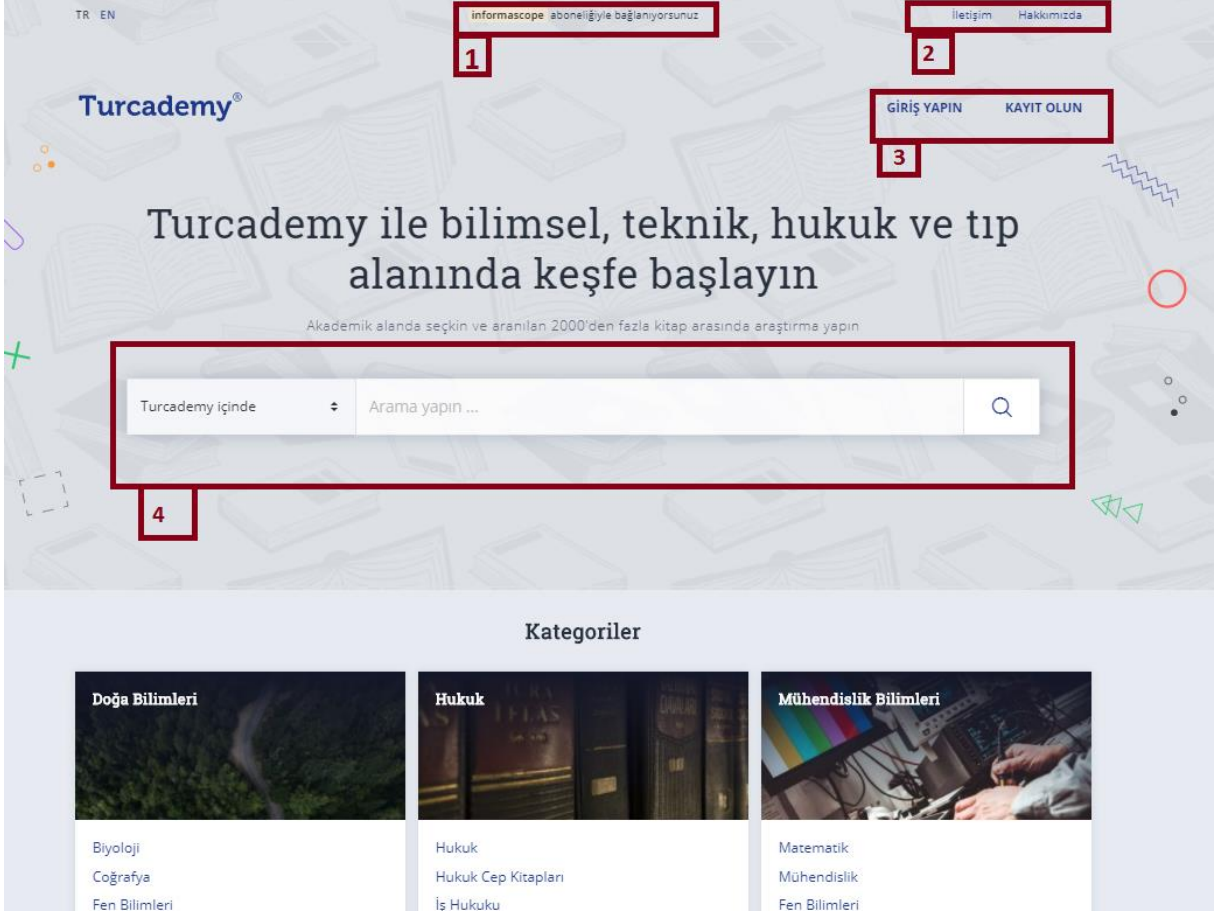 TR EN
informascope aboneliğiyle bağlanıyorsunuz
İletişim Hakkımızda
1
2
Turcademy®
GİRİŞ YAPIN KAYIT OLUN
3
Turcademy ile bilimsel, teknik, hukuk ve tıp
alanında keşfe başlayın
Akademik alanda seçkin ve aranılan 2000'den fazla kitap arasında araştırma yapın
Turcademy içinde
Arama yapın ...
4
Kategoriler
Doğa Bilimleri
Hukuk
Mühendislik Bilimleri
Biyoloji
Hukuk
Matematik
Coğrafya
Hukuk Cep Kitapları
Mühendislik
Fen Bilimleri
İş Hukuku
Fen Bilimleri